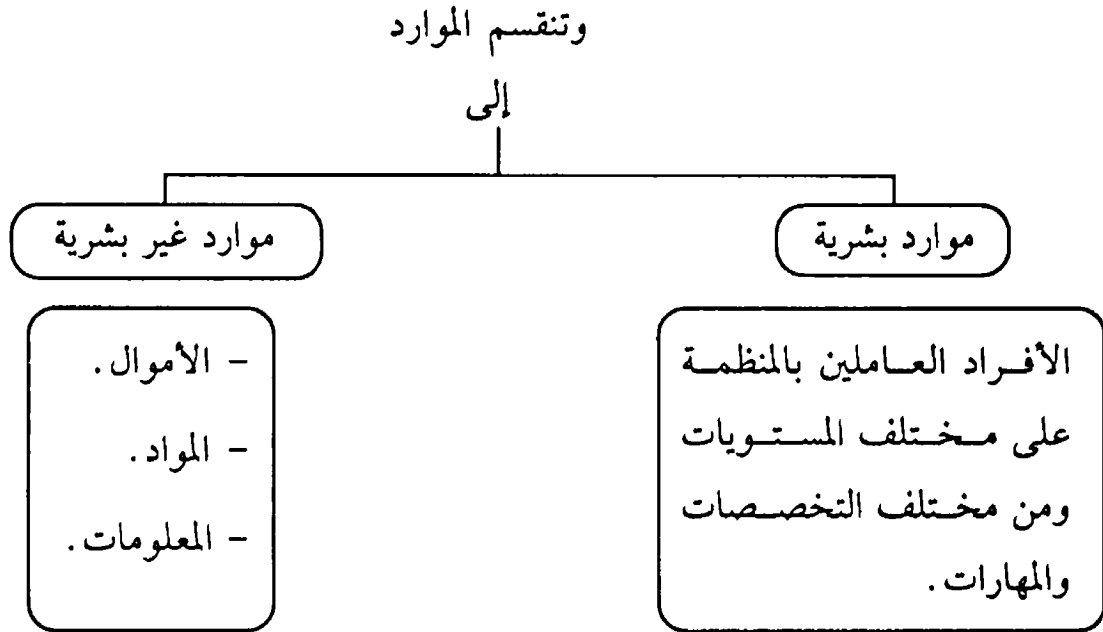 وتنقسم الموارد
إلى
موارد بشرية
الأفراد العاملين بالمنظمة
على مختلف المستويات
ومن مختلف التخصصات
والمهارات.
موارد غير بشرية
- الأموال.
- المواد.
- المعلومات.